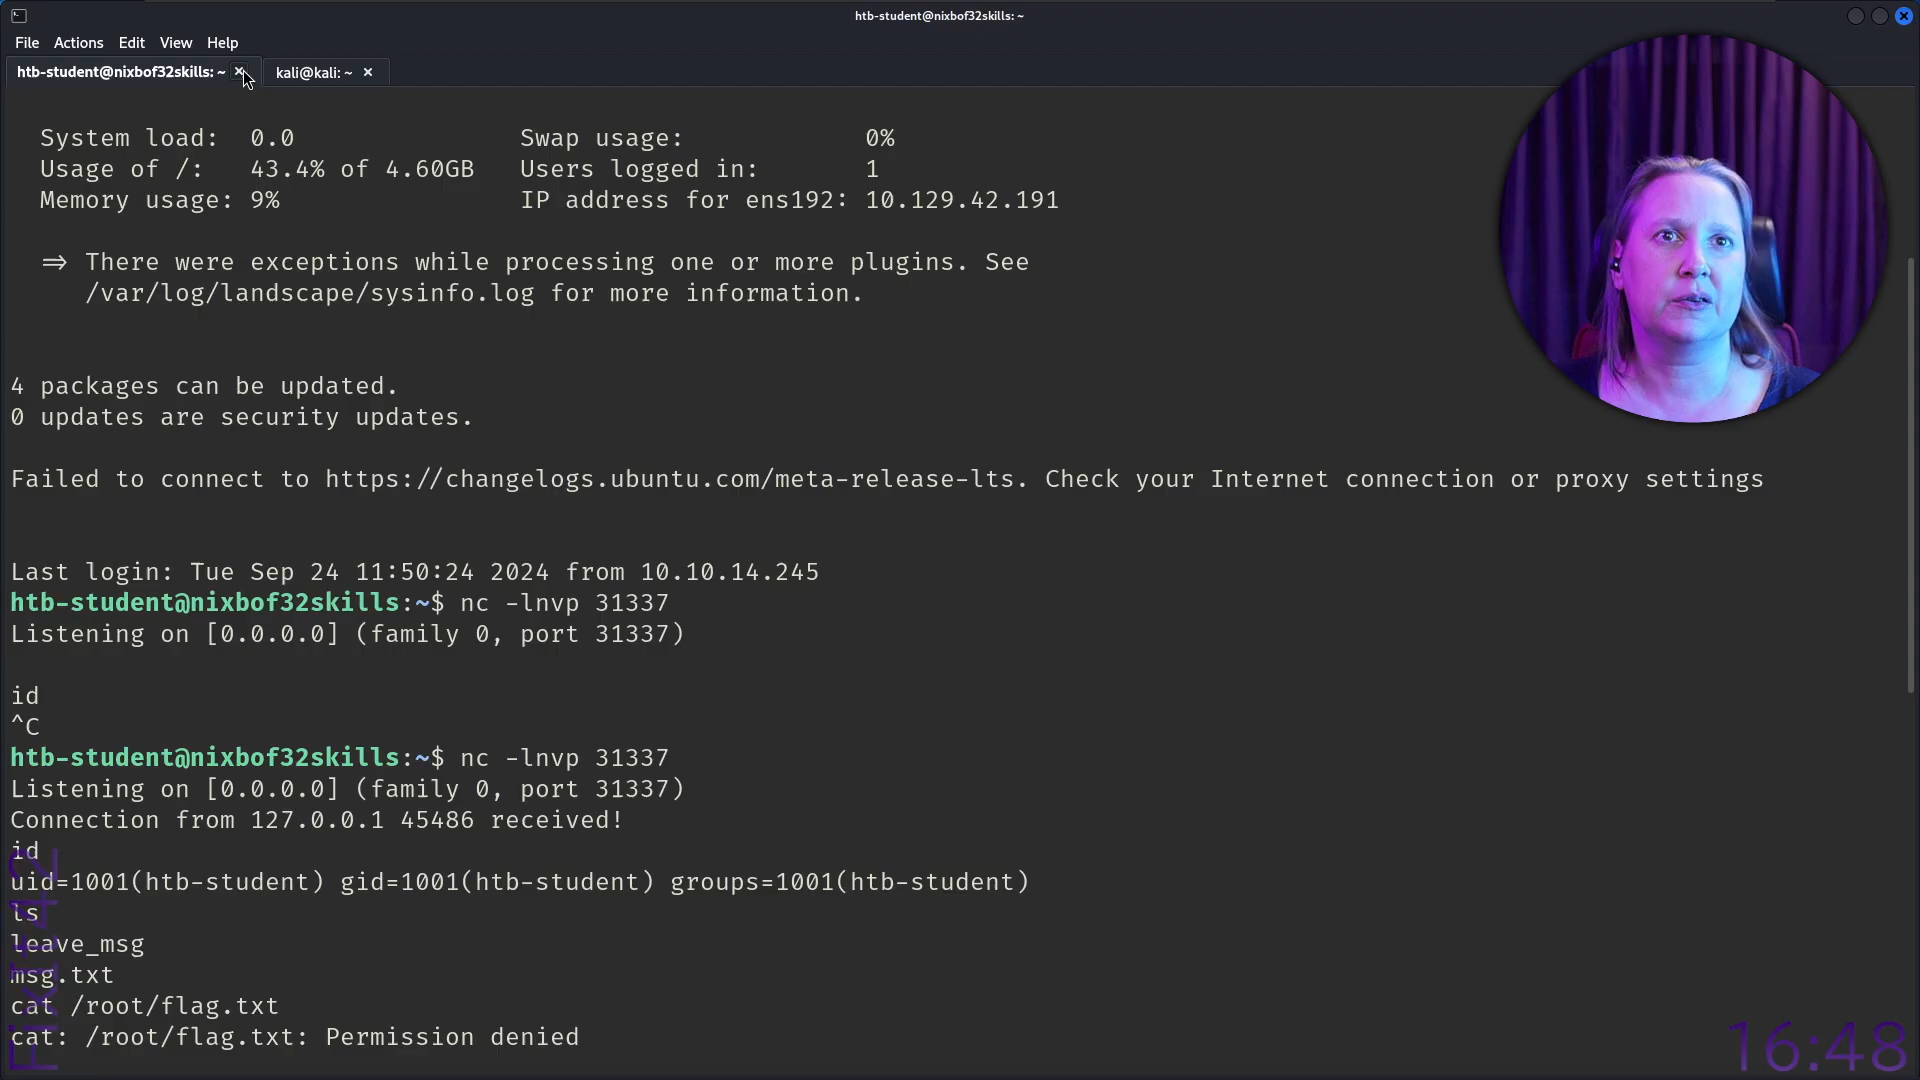 htb-student@nixbof32skills: ~
File Actions Edit View Help
htb-student@nixbof32skills: ~ × kali@kali: ~ ×
System load: 0.0 Swap usage: 0%
Usage of /: 43.4% of 4.60GB Users logged in: 1
Memory usage: 9% IP address for ens192: 10.129.42.191
=> There were exceptions while processing one or more plugins. See
/var/log/landscape/sysinfo.log for more information.
4 packages can be updated.
0 updates are security updates.
Failed to connect to https://changelogs.ubuntu.com/meta-release-lts. Check your Internet connection or proxy settings
Last login: Tue Sep 24 11:50:24 2024 from 10.10.14.245
htb-student@nixbof32skills:~$ nc -lnvp 31337
Listening on [0.0.0.0] (family 0, port 31337)
id
^C
htb-student@nixbof32skills:~$ nc -lnvp 31337
Listening on [0.0.0.0] (family 0, port 31337)
Connection from 127.0.0.1 45486 received!
id
uid=1001(htb-student) gid=1001(htb-student) groups=1001(htb-student)
ls
leave_msg
msg.txt
cat /root/flag.txt
cat: /root/flag.txt: Permission denied
16:48